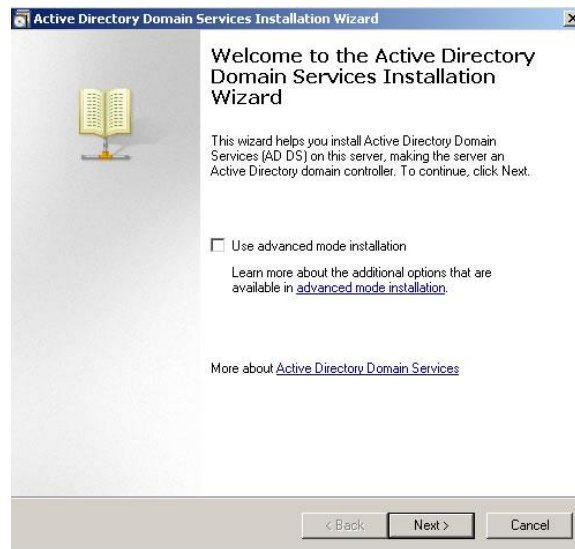 Active Directory Domain Services Installation Wizard
Welcome to the Active Directory
Domain Services Installation
Wizard
This wizard helps you install Active Directory Domain
Services (AD DS) on this server, making the server an
Active Directory domain controller. To continue, click Next.
Use advanced mode installation
Learn more about the additional options that are
available in advanced mode installation.
More about Active Directory Domain Services
< Back Next > Cancel